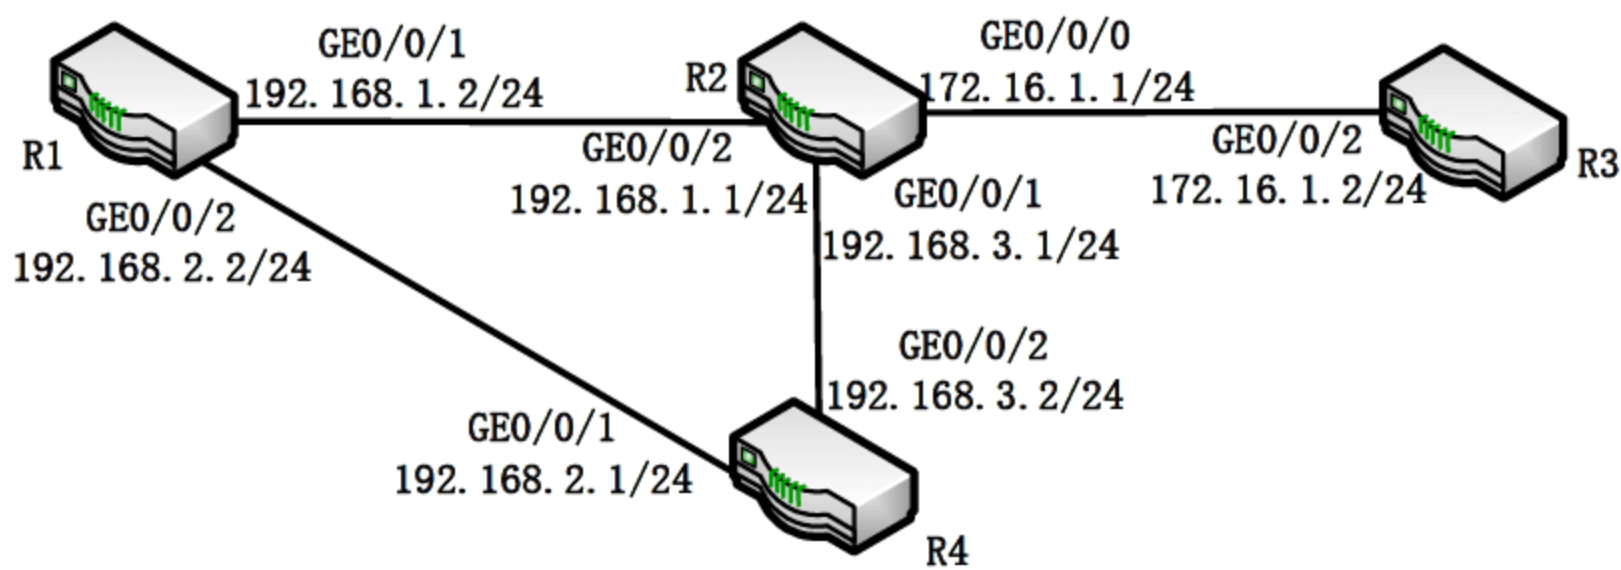 GE0/0/1
192.168.1.2/24
R1
GE0/0/2
192.168.2.2/24
R2
GE0/0/2
192.168.1.1/24
GE0/0/0
172.16.1.1/24
GE0/0/1
192.168.3.1/24
GE0/0/2
172.16.1.2/24
R3
GE0/0/2
192.168.3.2/24
GE0/0/1
192.168.2.1/24
R4